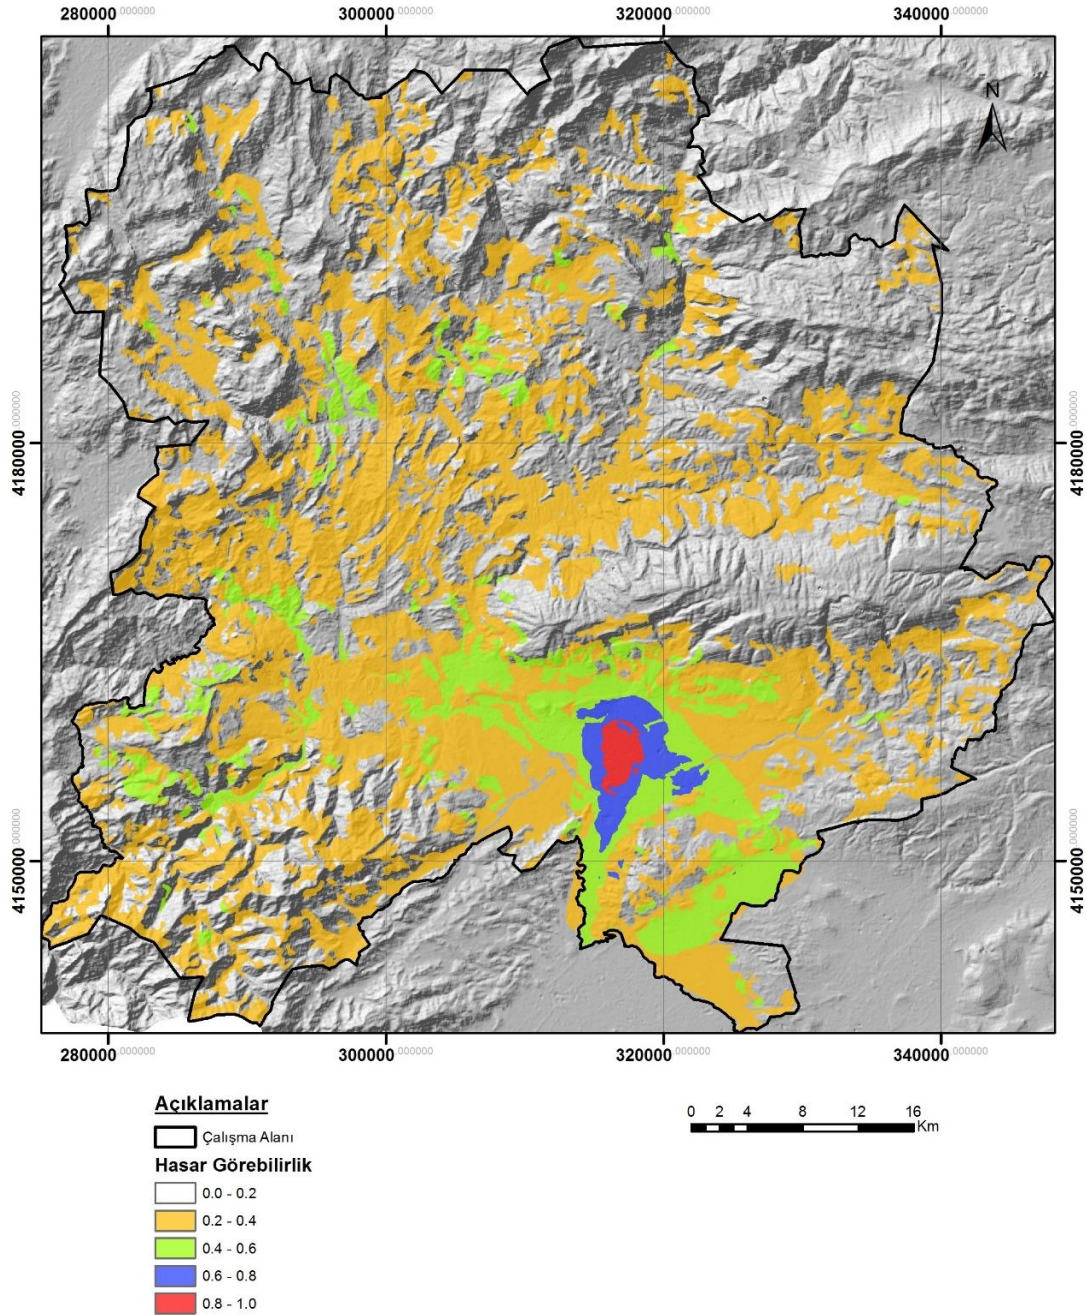 280000.000000 300000.000000 320000.000000 340000.000000
N
4180000.000000 4180000.000000
4150000.000000 4150000.000000
280000.000000 300000.000000 320000.000000 340000.000000
Açıklamalar
Çalışma Alanı
Hasar Görebilirlik
0.0 - 0.2
0.2 - 0.4
0.4 - 0.6
0.6 - 0.8
0.8 - 1.0
0 2 4 8 12 16
Km